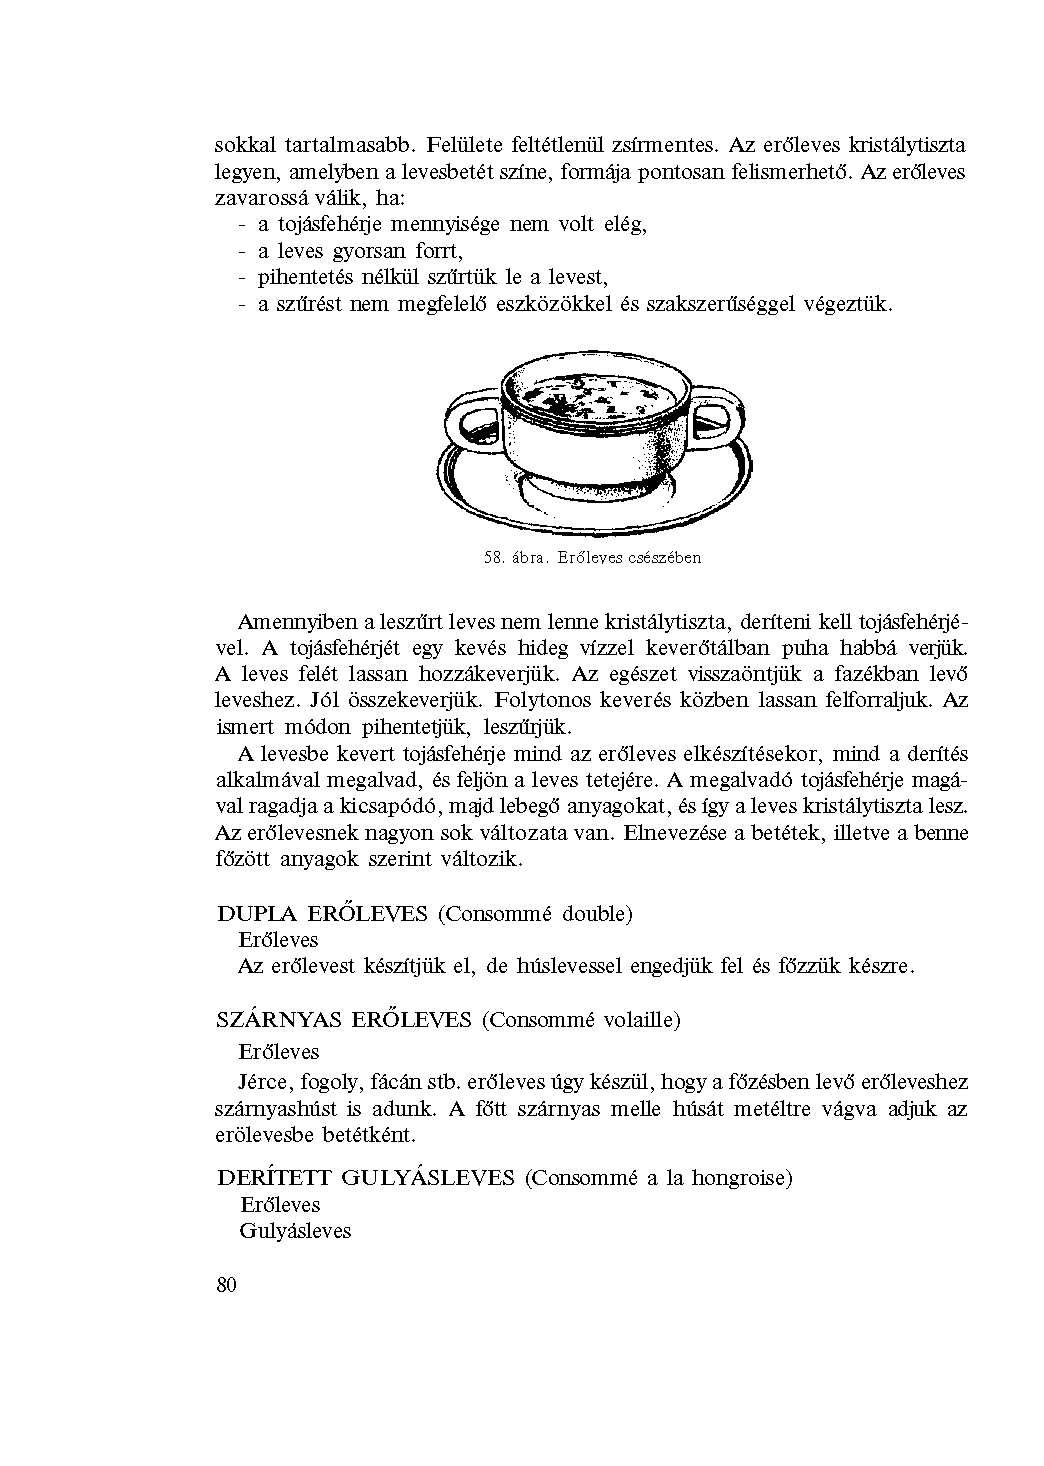 sokkal tartalmasabb. Felülete feltétlenül zsírmentes. Az erőleves kristálytiszta
legyen, amelyben a levesbetét színe, formája pontosan felismerhető. Az erőleves
zavarossá válik, ha:
- a tojásfehérje mennyisége nem volt elég,
- a leves gyorsan forrt,
- pihentetés nélkül szűrtük le a levest,
- a szűrést nem megfelelő eszközökkel és szakszerűséggel végeztük.
58. ábra. Erőleves csészében
Amennyiben a leszűrt leves nem lenne kristálytiszta, deríteni kell tojásfehérjé-
vel. A tojásfehérjét egy kevés hideg vízzel keverőtálban puha habbá verjük.
A leves felét lassan hozzákeverjük. Az egészet visszaöntjük a fazékban levő
leveshez. Jól összekeverjük. Folytonos keverés közben lassan felforraljuk. Az
ismert módon pihentetjük, leszűrjük.
A levesbe kevert tojásfehérje mind az erőleves elkészítésekor, mind a derítés
alkalmával megalvad, és feljön a leves tetejére. A megalvadó tojásfehérje magá-
val ragadja a kicsapódó, majd lebegő anyagokat, és így a leves kristálytiszta lesz.
Az erőlevesnek nagyon sok változata van. Elnevezése a betétek, illetve a benne
főzött anyagok szerint változik.
DUPLA ERŐLEVES (Consommé double)
Erőleves
Az erőlevest készítjük el, de húslevessel engedjük fel és főzzük készre.
SZÁRNYAS ERŐLEVES (Consommé volaille)
Erőleves
Jérce, fogoly, fácán stb. erőleves úgy készül, hogy a főzésben levő erőleveshez
szárnyashúst is adunk. A főtt szárnyas melle húsát metéltre vágva adjuk az
erölevesbe betétként.
DERÍTETT GULYÁSLEVES (Consommé a la hongroise)
Erőleves
Gulyásleves
80